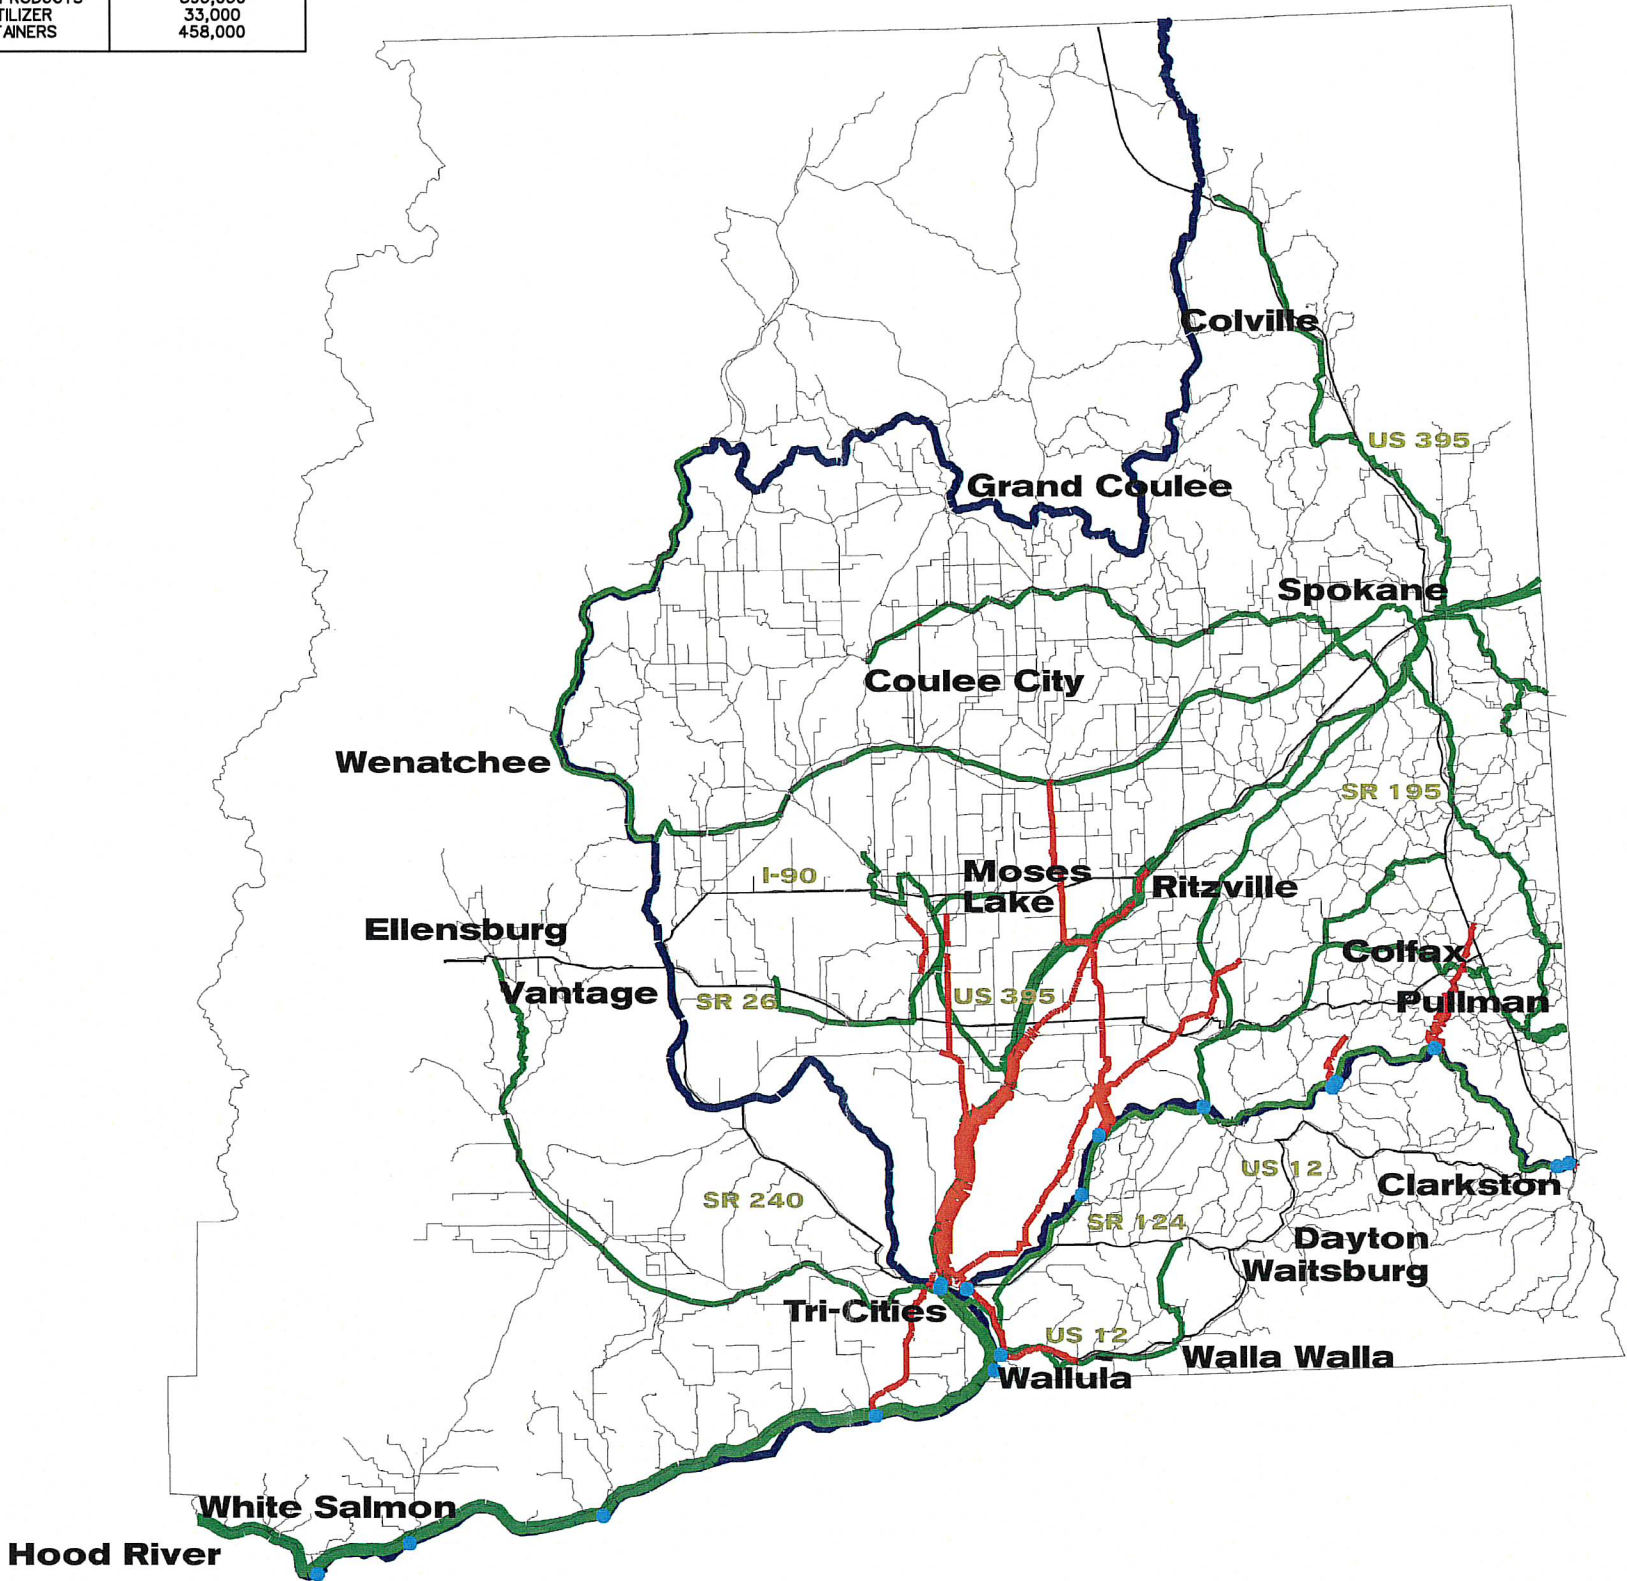 TILIZER 33,000
AINERS 458,000
Colville
US 395
Grand Coulee
Spokane
Coulee City
Wenatchee
SR 195
I-90
Moses
Lake
Ritzville
Ellensburg
Colfax
Vantage
SR 26
US 395
Pullman
US 12
Clarkston
SR 240
SR 124
Dayton
Waitsburg
Tri-Cities
US 12
Walla Walla
Wallula
White Salmon
Hood River